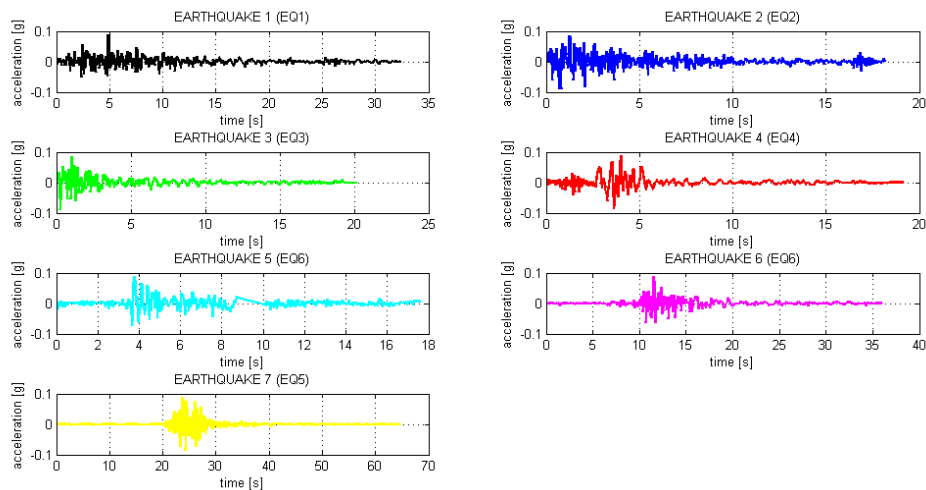 EARTHQUAKE 1 (EQ1)
acceleration [g]
0.1
0
-0.1
0 5 10 15 20 25 30 35
time [s]
EARTHQUAKE 2 (EQ2)
acceleration [g]
0.1
0
-0.1
0 5 10 15 20
time [s]
EARTHQUAKE 3 (EQ3)
acceleration [g]
0.1
0
-0.1
0 5 10 15 20 25
time [s]
EARTHQUAKE 4 (EQ4)
acceleration [g]
0.1
0
-0.1
0 5 10 15 20
time [s]
EARTHQUAKE 5 (EQ6)
acceleration [g]
0.1
0
-0.1
0 2 4 6 8 10 12 14 16 18
time [s]
EARTHQUAKE 6 (EQ6)
acceleration [g]
0.1
0
-0.1
0 5 10 15 20 25 30 35 40
time [s]
EARTHQUAKE 7 (EQ5)
acceleration [g]
0.1
0
-0.1
0 10 20 30 40 50 60 70
time [s]